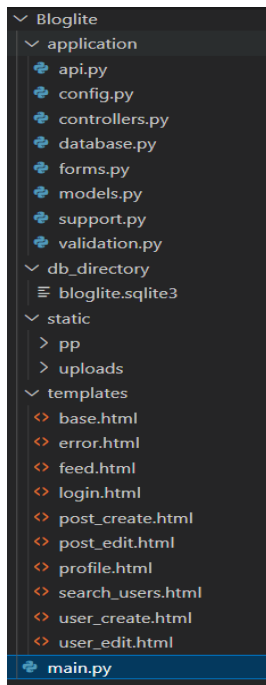 Bloglite
application
api.py
config.py
controllers.py
database.py
forms.py
models.py
support.py
validation.py
db_directory
bloglite.sqlite3
static
pp
uploads
templates
base.html
error.html
feed.html
login.html
post_create.html
post_edit.html
profile.html
search_users.html
user_create.html
user_edit.html
main.py